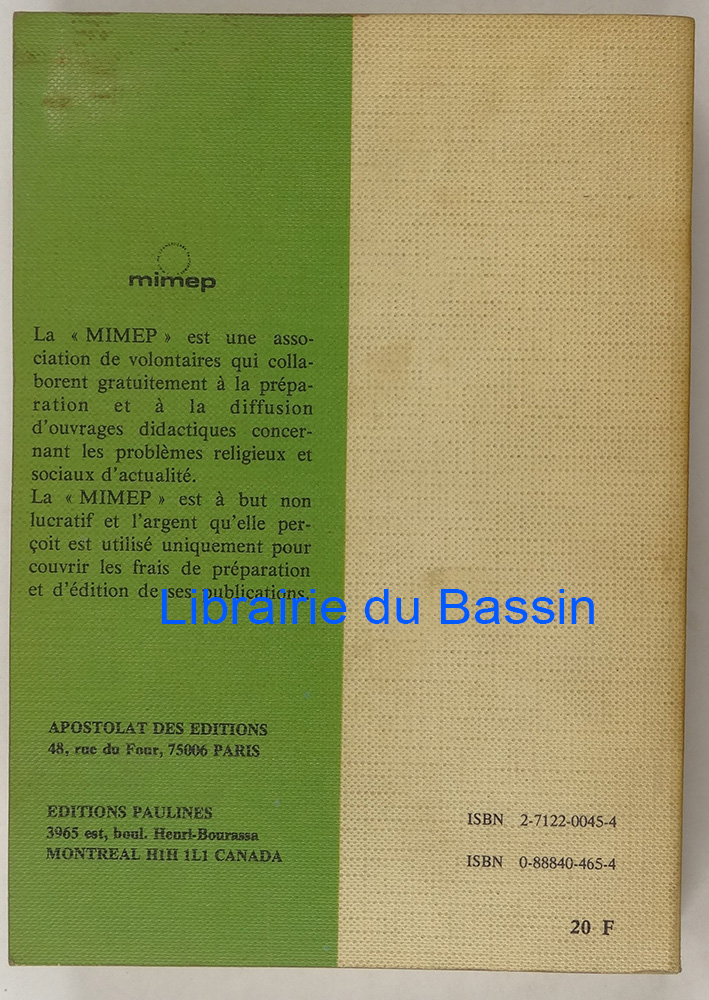 mimep
La « MIMEP » est une asso-
ciation de volontaires qui colla-
borent gratuitement à la prépa-
ration et à la diffusion
d'ouvrages didactiques concer-
nant les problèmes religieux et
sociaux d'actualité.
La « MIMEP » est à but non
lucratif et l'argent qu'elle per-
çoit est utilisé uniquement pour
couvrir les frais de préparation
et d'édition de ses publications.
Librairie du Bassin
APOSTOLAT DES EDITIONS
48, rue du Four, 75006 PARIS
EDITIONS PAULINES
3965 est, boul. Henri-Bourassa
MONTREAL H1H 1L1 CANADA
ISBN 2-7122-0045-4
ISBN 0-88840-465-4
20 F